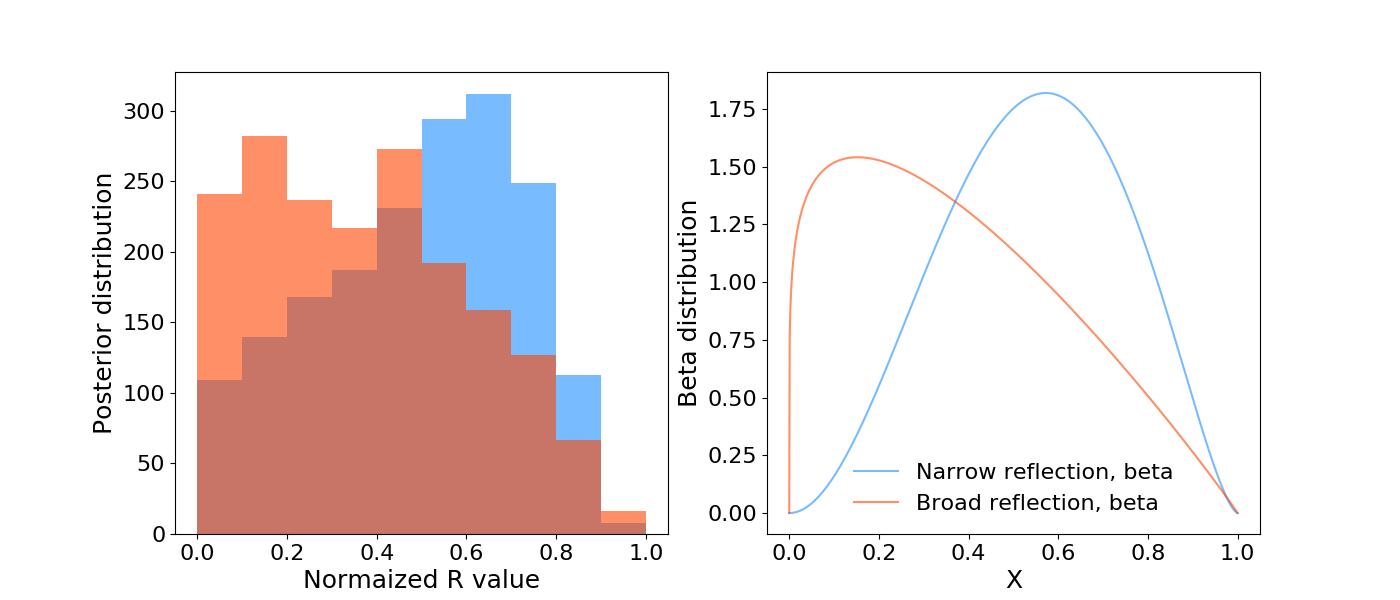 Posterior distribution
300
250
200
150
100
50
0
0.0 0.2 0.4 0.6 0.8 1.0
Normaized R value
Beta distribution
1.75
1.50
1.25
1.00
0.75
0.50
0.25
0.00
Narrow reflection, beta
Broad reflection, beta
0.0 0.2 0.4 0.6 0.8 1.0
X